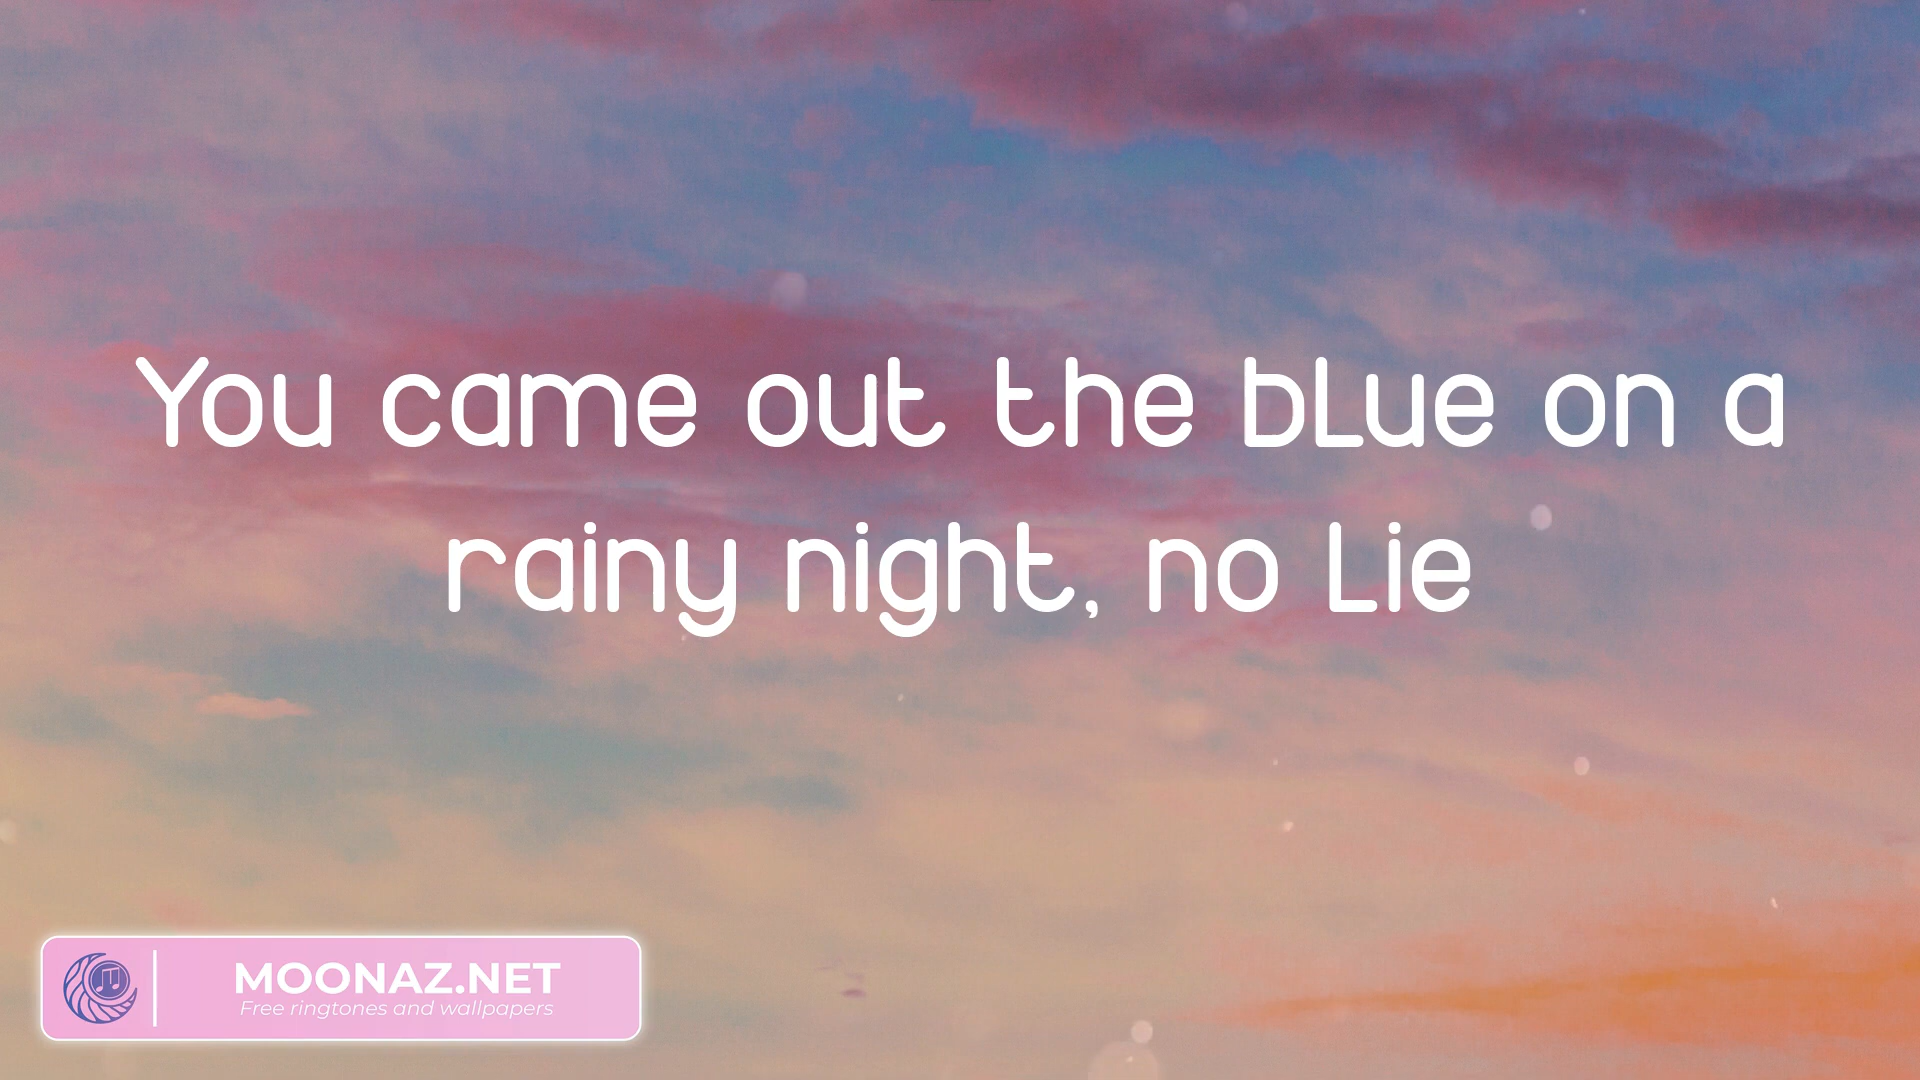 You came out the blue on a
rainy night, no lie
MOONAZ.NET
Free ringtones and wallpapers